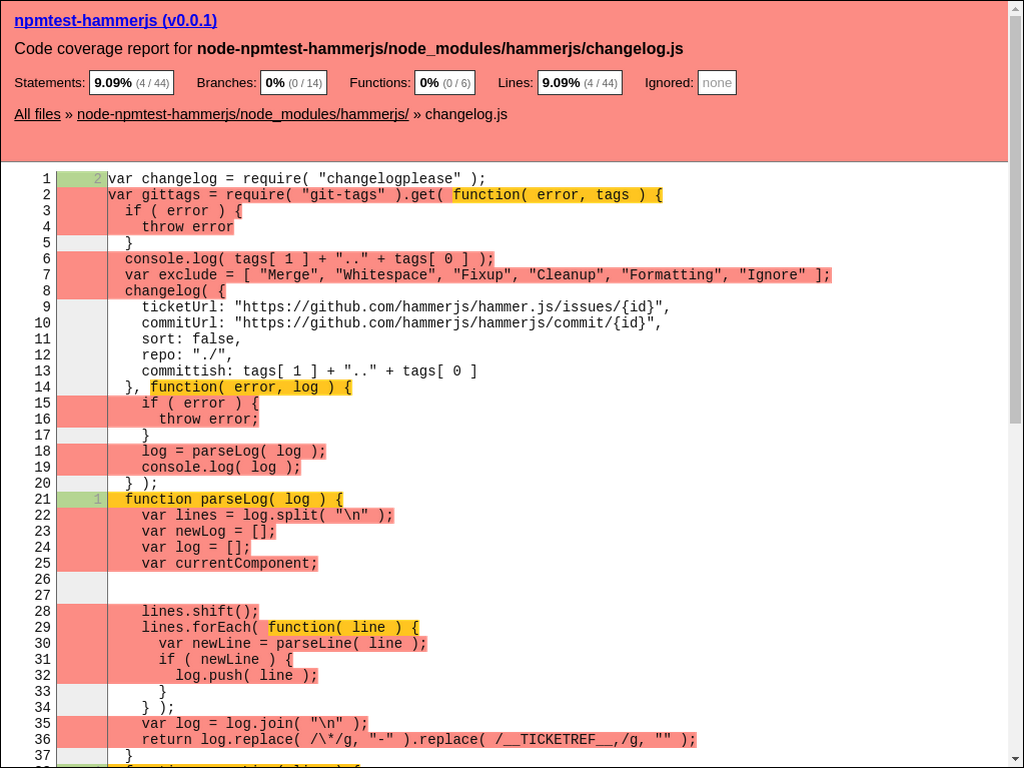 npmtest-hammerjs (v0.0.1)
Code coverage report for node-npmtest-hammerjs/node_modules/hammerjs/changelog.js
Statements: 9.09% (4 / 44) Branches: 0% (0 / 14) Functions: 0% (0 / 6) Lines: 9.09% (4 / 44) Ignored: none
All files » node-npmtest-hammerjs/node_modules/hammerjs/ » changelog.js
1 2 var changelog = require( "changelogplease" );
2 var gittags = require( "git-tags" ).get( function( error, tags ) {
3 if ( error ) {
4 throw error
5 }
6 console.log( tags[ 1 ] + ".." + tags[ 0 ] );
7 var exclude = [ "Merge", "Whitespace", "Fixup", "Cleanup", "Formatting", "Ignore" ];
8 changelog( {
9 ticketUrl: "https://github.com/hammerjs/hammer.js/issues/{id}",
10 commitUrl: "https://github.com/hammerjs/hammerjs/commit/{id}",
11 sort: false,
12 repo: "./",
13 committish: tags[ 1 ] + ".." + tags[ 0 ]
14 }, function( error, log ) {
15 if ( error ) {
16 throw error;
17 }
18 log = parseLog( log );
19 console.log( log );
20 } );
21 1 function parseLog( log ) {
22 var lines = log.split( "\n" );
23 var newLog = [];
24 var log = [];
25 var currentComponent;
26
27
28 lines.shift();
29 lines.forEach( function( line ) {
30 var newLine = parseLine( line );
31 if ( newLine ) {
32 log.push( line );
33 }
34 } );
35 var log = log.join( "\n" );
36 return log.replace( /\*/g, "-" ).replace( /__TICKETREF__,/g, "" );
37 }